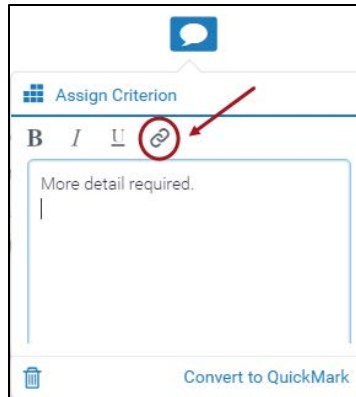 Assign Criterion
B I U
More detail required.
Convert to QuickMark